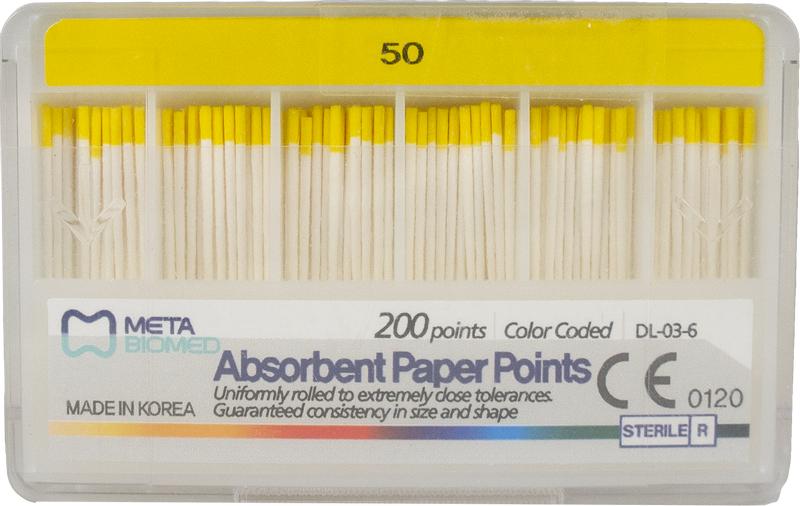 50
META
BIOMED
200 points | Color Coded | DL-03-6
Absorbent Paper Points
CE 0120
MADE IN KOREA
Uniformly rolled to extremely close tolerances.
Guaranteed consistency in size and shape
STERILE R